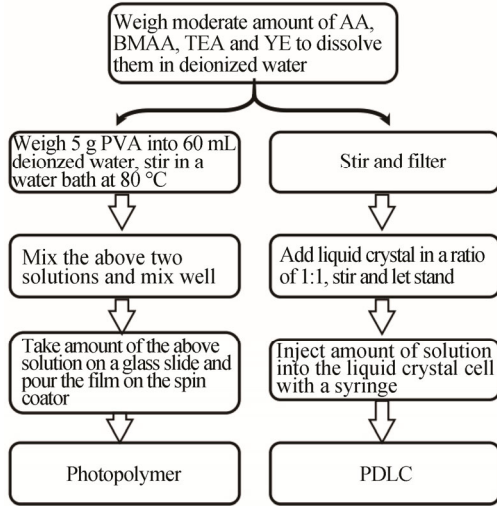 Weigh moderate amount of AA,
BMAA, TEA and YE to dissolve
them in deionized water
Weigh 5 g PVA into 60 mL
deionzed water, stir in a
water bath at 80 °C
Stir and filter
Mix the above two
solutions and mix well
Add liquid crystal in a ratio
of 1:1, stir and let stand
Take amount of the above
solution on a glass slide and
pour the film on the spin
coator
Inject amount of solution
into the liquid crystal cell
with a syringe
Photopolymer
PDLC